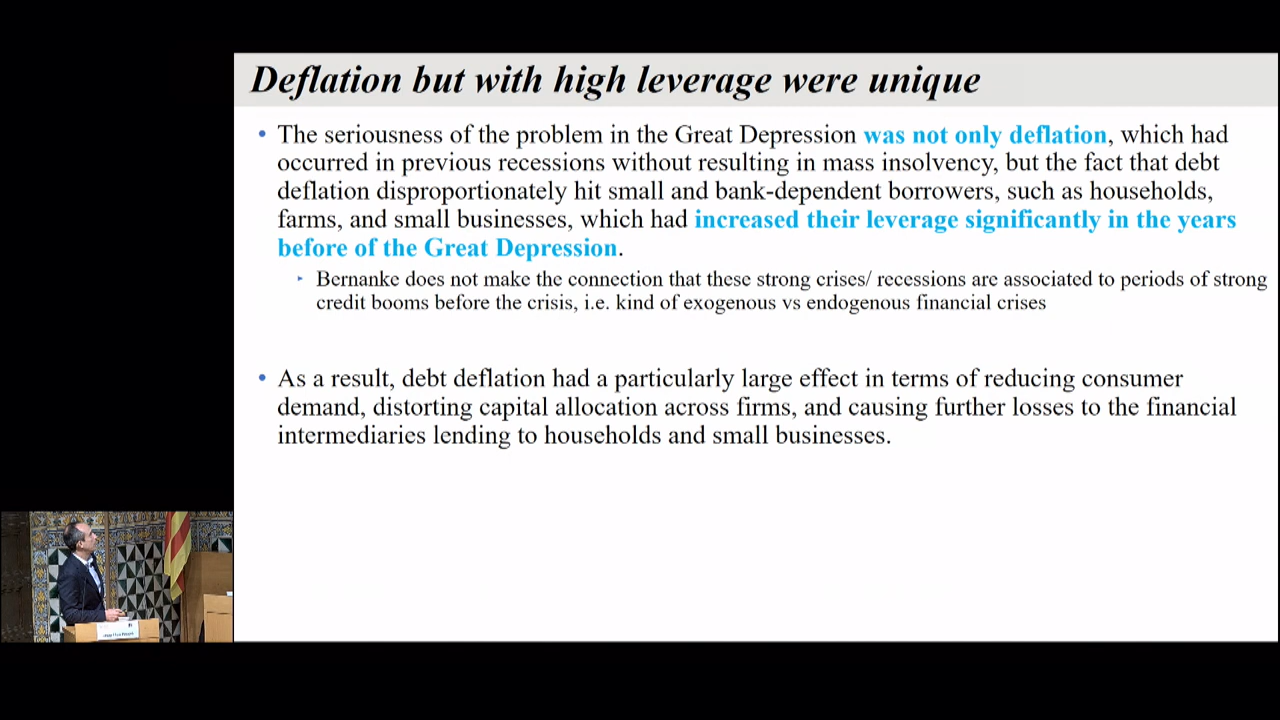 Deflation but with high leverage were unique
• The seriousness of the problem in the Great Depression was not only deflation, which had
occurred in previous recessions without resulting in mass insolvency, but the fact that debt
deflation disproportionately hit small and bank-dependent borrowers, such as households,
farms, and small businesses, which had increased their leverage significantly in the years
before of the Great Depression.
‣ Bernanke does not make the connection that these strong crises/ recessions are associated to periods of strong
credit booms before the crisis, i.e. kind of exogenous vs endogenous financial crises
• As a result, debt deflation had a particularly large effect in terms of reducing consumer
demand, distorting capital allocation across firms, and causing further losses to the financial
intermediaries lending to households and small businesses.